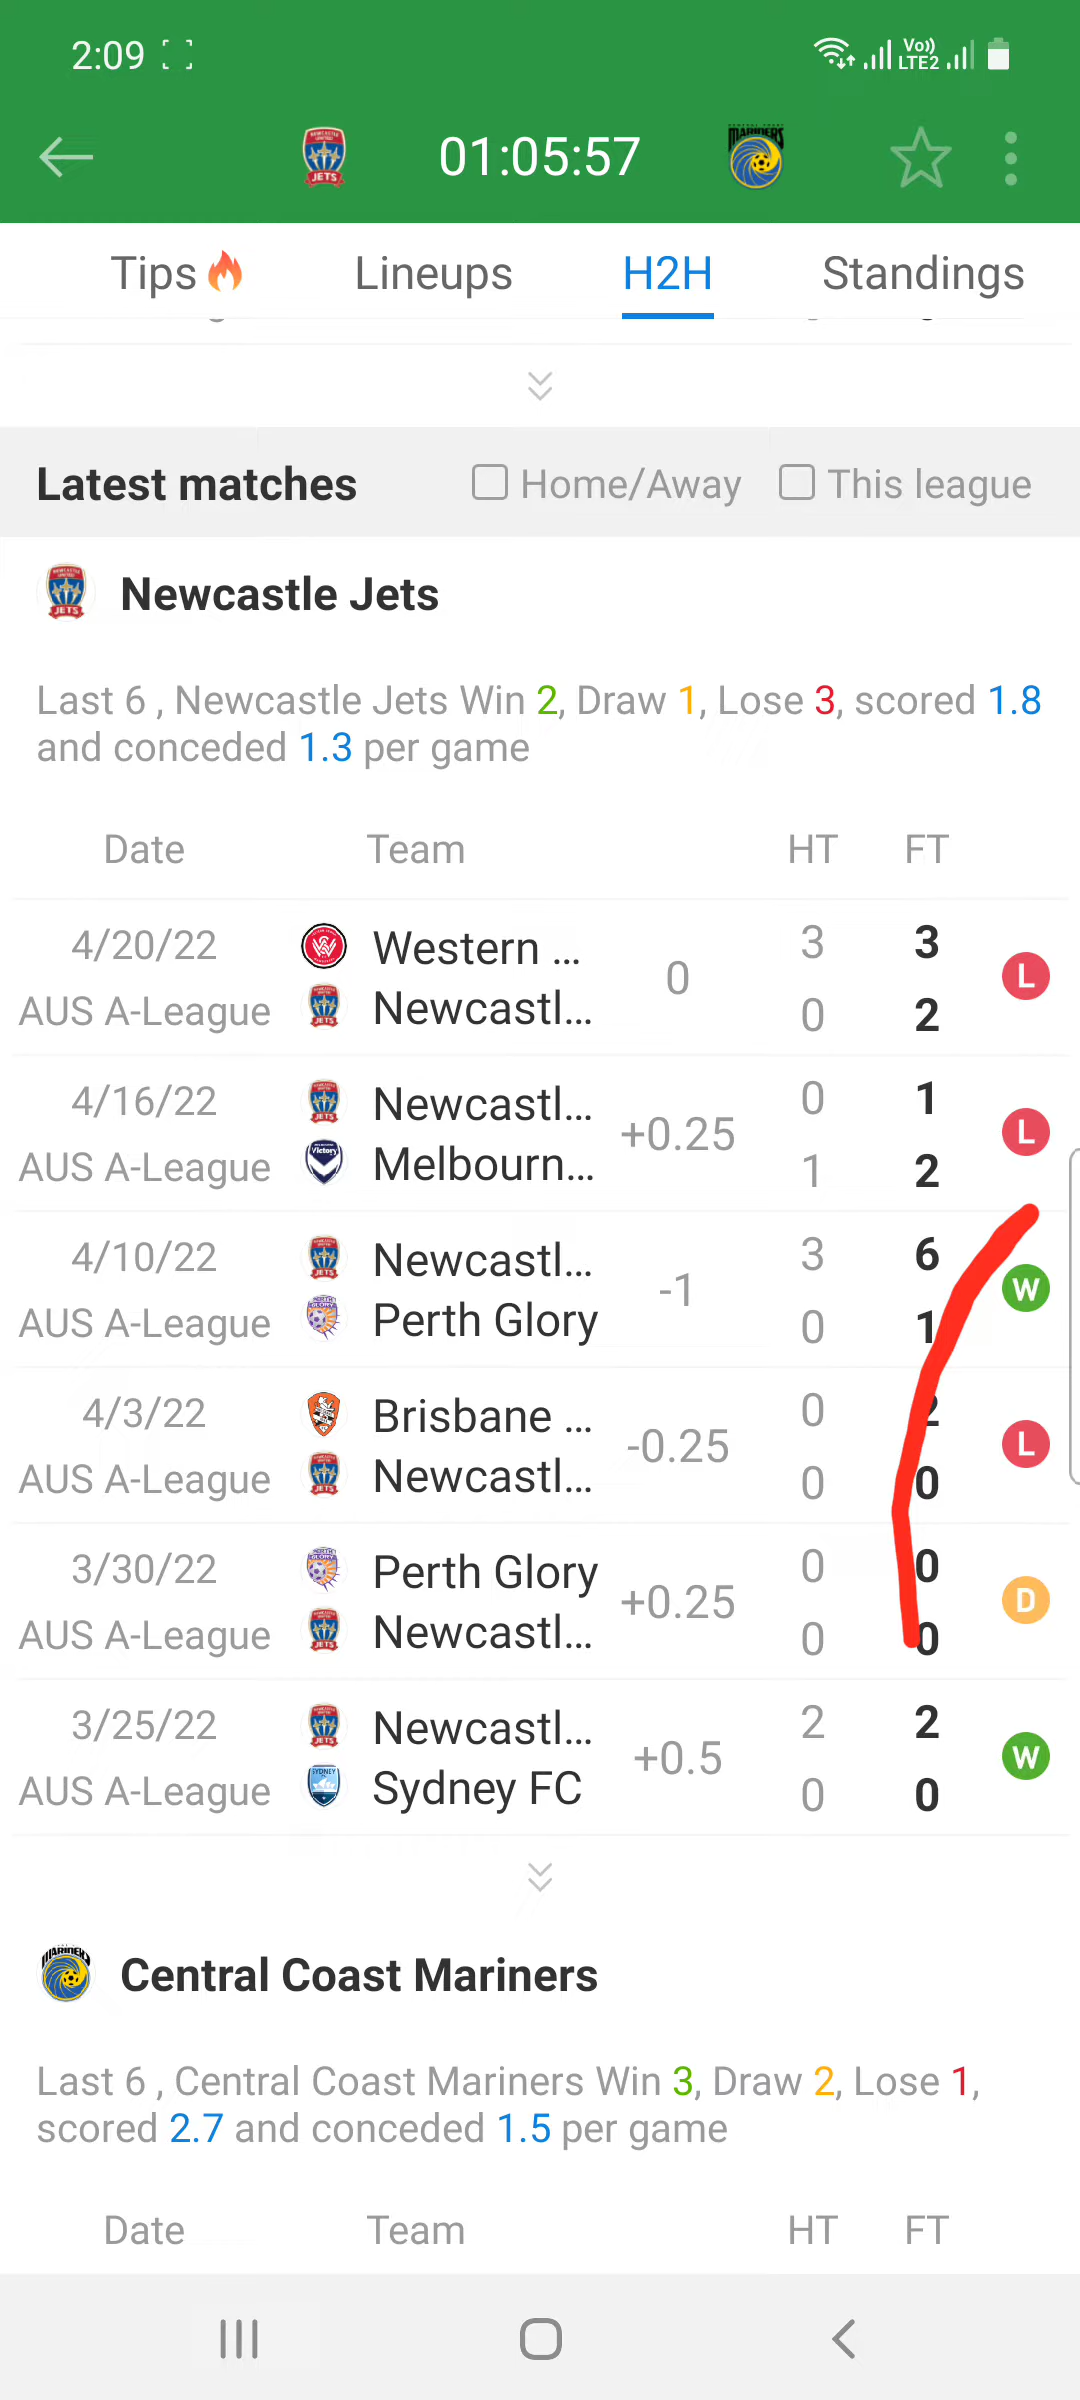 2:09 Vo)) LTE2
01:05:57
Tips Lineups H2H Standings
Latest matches Home/Away This league
Newcastle Jets
Last 6 , Newcastle Jets Win 2, Draw 1, Lose 3, scored 1.8
and conceded 1.3 per game
Date Team HT FT
4/20/22 Western ... 3 3
0 L
AUS A-League Newcastl... 0 2
4/16/22 Newcastl... 0 1
+0.25 L
AUS A-League Melbourn... 1 2
4/10/22 Newcastl... 3 6
-1 W
AUS A-League Perth Glory 0 1
4/3/22 Brisbane ... 0 2
-0.25 L
AUS A-League Newcastl... 0 0
3/30/22 Perth Glory 0 0
+0.25 D
AUS A-League Newcastl... 0 0
3/25/22 Newcastl... 2 2
+0.5 W
AUS A-League Sydney FC 0 0
Central Coast Mariners
Last 6 , Central Coast Mariners Win 3, Draw 2, Lose 1,
scored 2.7 and conceded 1.5 per game
Date Team HT FT